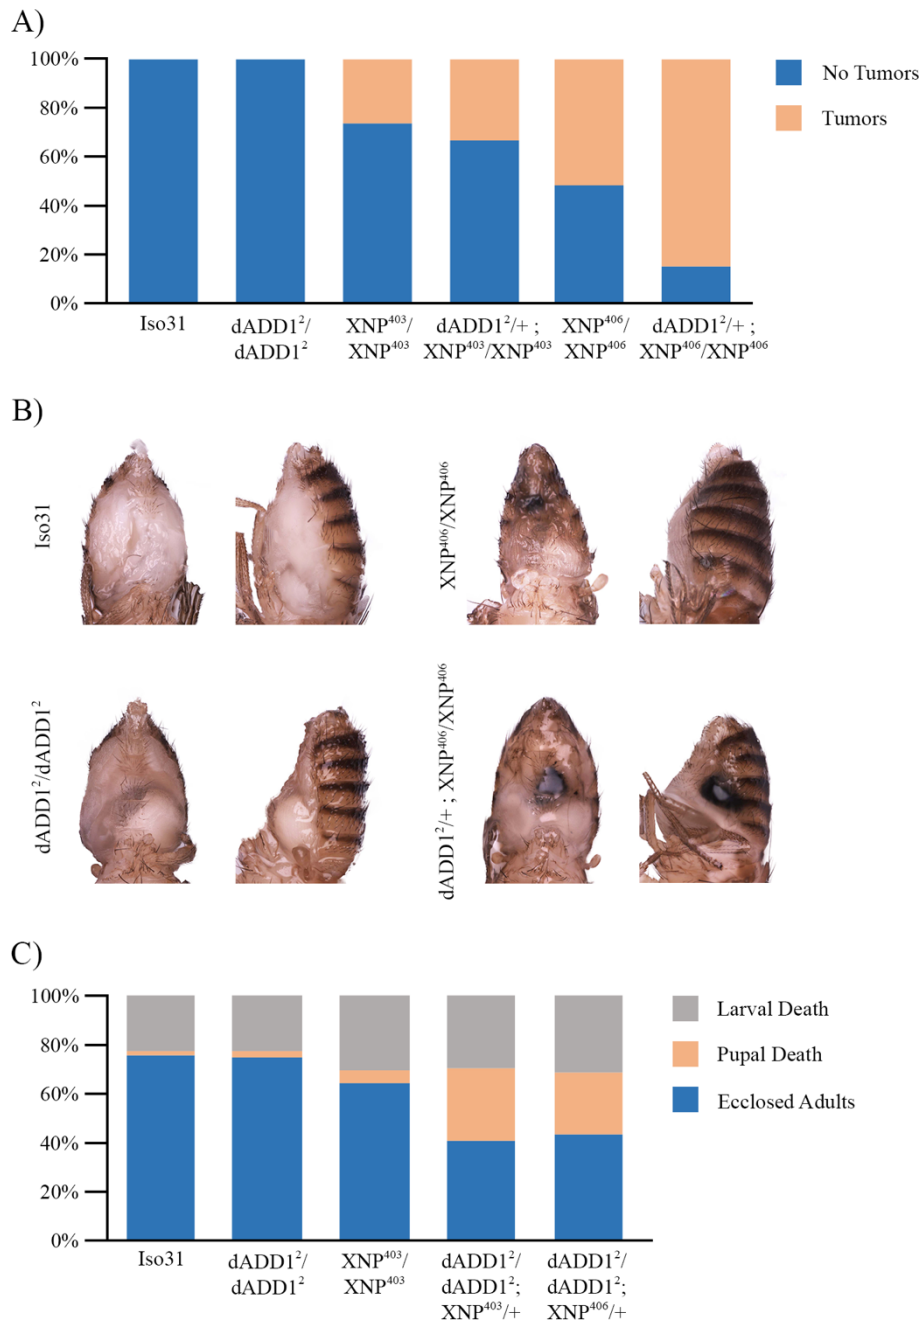 A)
100%
80%
60%
40%
20%
0%
No Tumors
Tumors
Iso31
dADD1²/
dADD1²
XNP⁴⁰³/
XNP⁴⁰³
dADD1²/+ ;
XNP⁴⁰³/XNP⁴⁰³
XNP⁴⁰⁶/
XNP⁴⁰⁶
dADD1²/+ ;
XNP⁴⁰⁶/XNP⁴⁰⁶
B)
Iso31
XNP⁴⁰⁶/XNP⁴⁰⁶
dADD1²/dADD1²
dADD1²/+ ; XNP⁴⁰⁶/XNP⁴⁰⁶
C)
100%
80%
60%
40%
20%
0%
Larval Death
Pupal Death
Ecclosed Adults
Iso31
dADD1²/
dADD1²
XNP⁴⁰³/
XNP⁴⁰³
dADD1²/
dADD1²;
XNP⁴⁰³/+
dADD1²/
dADD1²;
XNP⁴⁰⁶/+